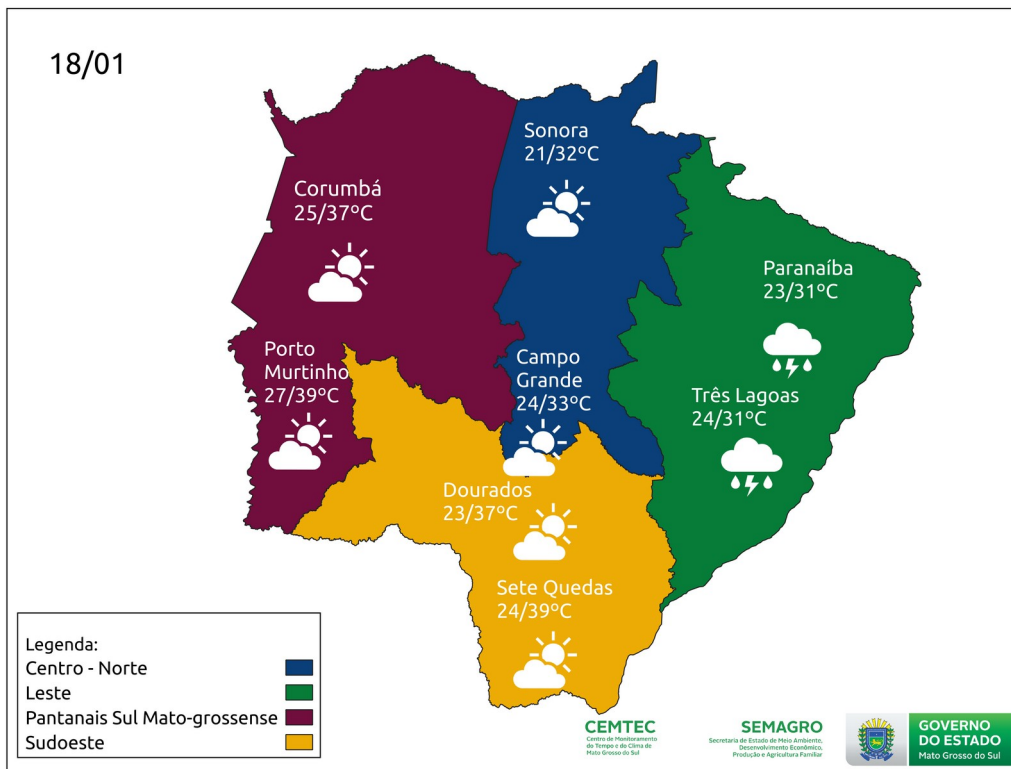 18/01
Sonora
21/32ºC
Corumbá
25/37ºC
Paranaíba
23/31ºC
Porto
Murtinho
27/39ºC
Campo
Grande
24/33ºC
Três Lagoas
24/31ºC
Dourados
23/37ºC
Sete Quedas
24/39ºC
Legenda:
Centro - Norte
Leste
Pantanais Sul Mato-grossense
Sudoeste
CEMTEC
Centro de Monitoramento
do Tempo e do Clima de
Mato Grosso do Sul
SEMAGRO
Secretaria de Estado de Meio Ambiente,
Desenvolvimento Econômico,
Produção e Agricultura Familiar
GOVERNO
DO ESTADO
Mato Grosso do Sul